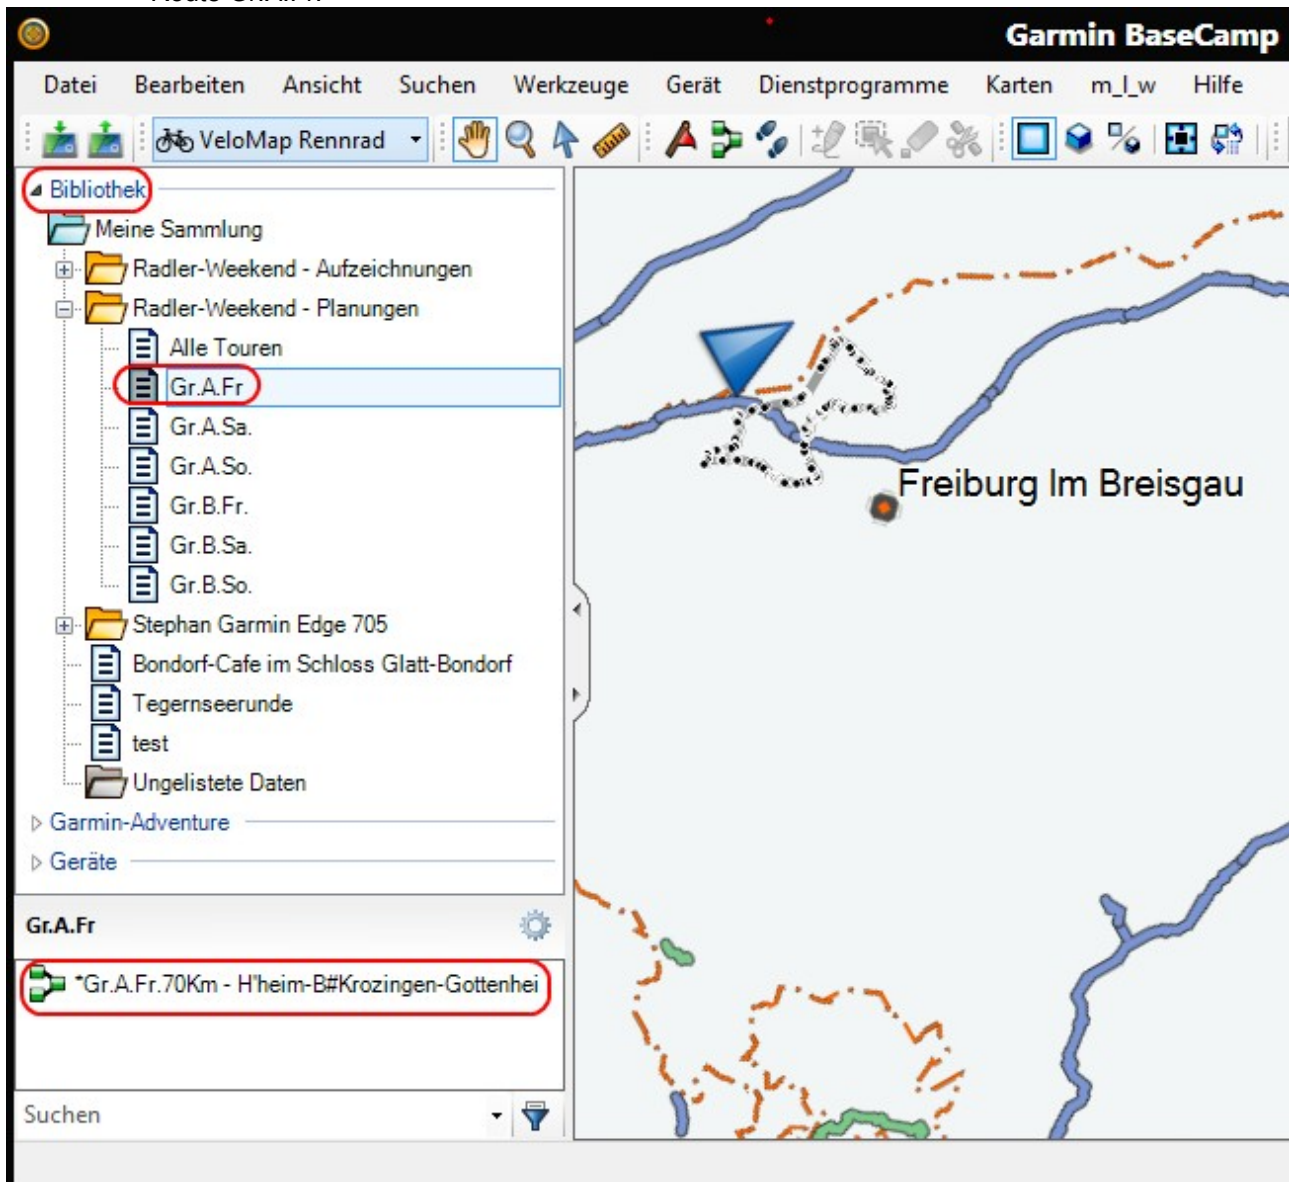 Garmin BaseCamp
Datei Bearbeiten Ansicht Suchen Werkzeuge Gerät Dienstprogramme Karten m_l_w Hilfe
VeloMap Rennrad
Bibliothek
Meine Sammlung
Radler-Weekend - Aufzeichnungen
Radler-Weekend - Planungen
Alle Touren
Gr.A.Fr
Gr.A.Sa.
Gr.A.So.
Gr.B.Fr.
Gr.B.Sa.
Gr.B.So.
Stephan Garmin Edge 705
Bondorf-Cafe im Schloss Glatt-Bondorf
Tegernseerunde
test
Ungelistete Daten
Garmin-Adventure
Geräte
Freiburg Im Breisgau
Gr.A.Fr
*Gr.A.Fr.70Km - H"heim-B#Krozingen-Gottenhei
Suchen